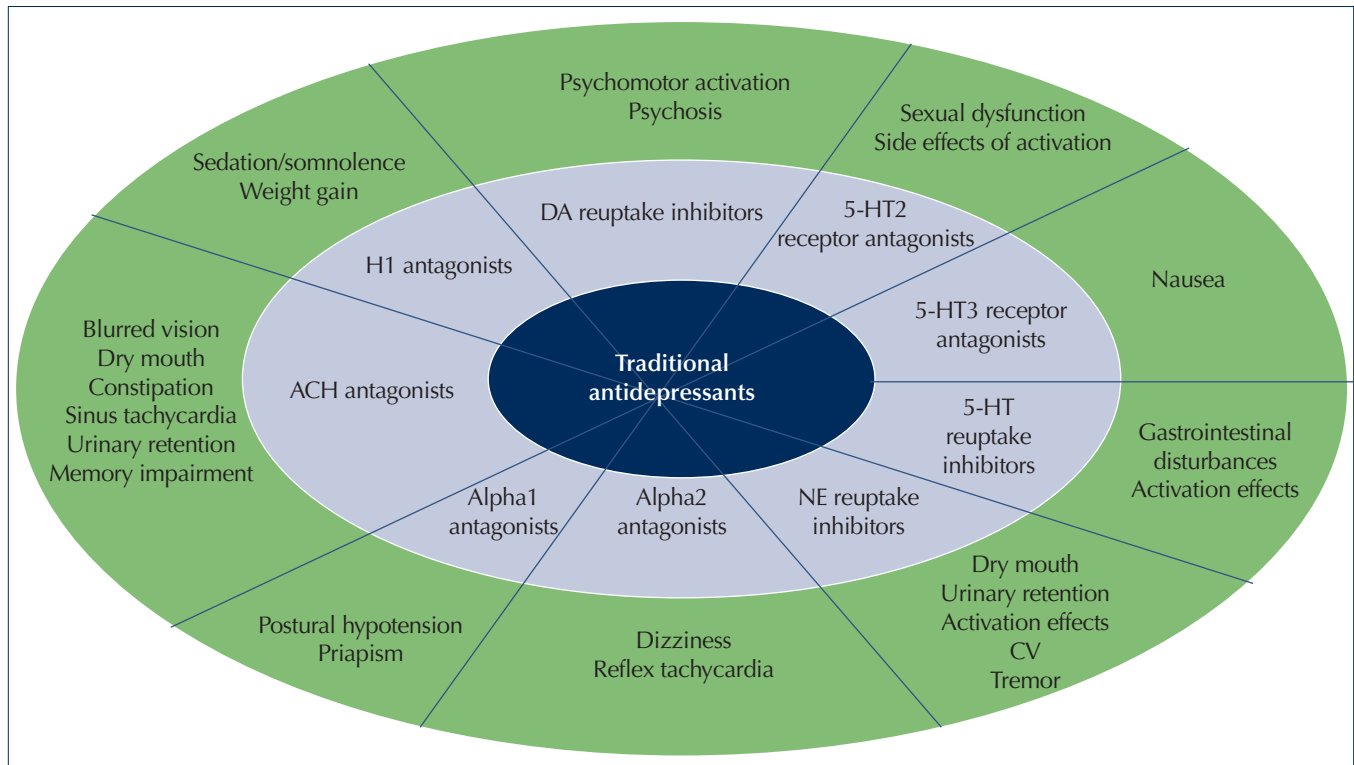 Psychomotor activation
Psychosis
Sexual dysfunction
Side effects of activation
Sedation/somnolence
Weight gain
DA reuptake inhibitors
5-HT2
receptor antagonists
H1 antagonists
Nausea
5-HT3 receptor
antagonists
Blurred vision
Dry mouth
Constipation
Sinus tachycardia
Urinary retention
Memory impairment
ACH antagonists
Traditional
antidepressants
5-HT
reuptake
inhibitors
Gastrointestinal
disturbances
Activation effects
Alpha1
antagonists
Alpha2
antagonists
NE reuptake
inhibitors
Dry mouth
Urinary retention
Activation effects
CV
Tremor
Postural hypotension
Priapism
Dizziness
Reflex tachycardia